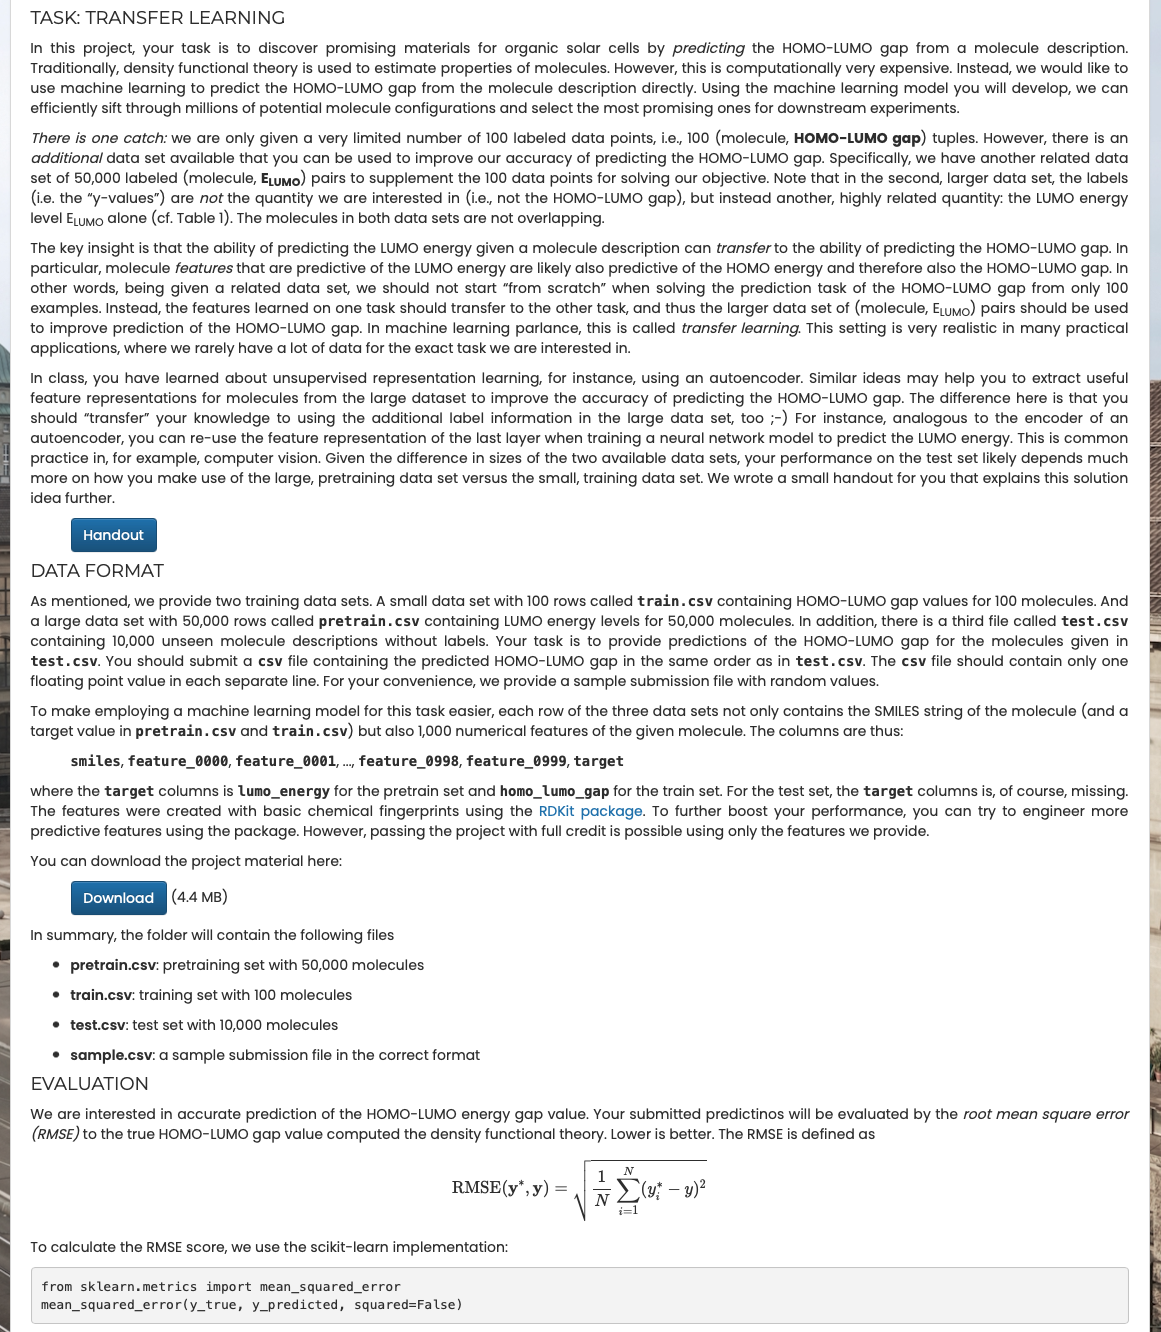 TASK: TRANSFER LEARNING
In this project, your task is to discover promising materials for organic solar cells by predicting the HOMO-LUMO gap from a molecule description.
Traditionally, density functional theory is used to estimate properties of molecules. However, this is computationally very expensive. Instead, we would like to
use machine learning to predict the HOMO-LUMO gap from the molecule description directly. Using the machine learning model you will develop, we can
efficiently sift through millions of potential molecule configurations and select the most promising ones for downstream experiments.
There is one catch: we are only given a very limited number of 100 labeled data points, i.e., 100 (molecule, HOMO-LUMO gap) tuples. However, there is an
additional data set available that you can be used to improve our accuracy of predicting the HOMO-LUMO gap. Specifically, we have another related data
set of 50,000 labeled (molecule, ELUMO) pairs to supplement the 100 data points for solving our objective. Note that in the second, larger data set, the labels
(i.e. the “y-values”) are not the quantity we are interested in (i.e., not the HOMO-LUMO gap), but instead another, highly related quantity: the LUMO energy
level ELUMO alone (cf. Table 1). The molecules in both data sets are not overlapping.
The key insight is that the ability of predicting the LUMO energy given a molecule description can transfer to the ability of predicting the HOMO-LUMO gap. In
particular, molecule features that are predictive of the LUMO energy are likely also predictive of the HOMO energy and therefore also the HOMO-LUMO gap. In
other words, being given a related data set, we should not start “from scratch” when solving the prediction task of the HOMO-LUMO gap from only 100
examples. Instead, the features learned on one task should transfer to the other task, and thus the larger data set of (molecule, ELUMO) pairs should be used
to improve prediction of the HOMO-LUMO gap. In machine learning parlance, this is called transfer learning. This setting is very realistic in many practical
applications, where we rarely have a lot of data for the exact task we are interested in.
In class, you have learned about unsupervised representation learning, for instance, using an autoencoder. Similar ideas may help you to extract useful
feature representations for molecules from the large dataset to improve the accuracy of predicting the HOMO-LUMO gap. The difference here is that you
should “transfer” your knowledge to using the additional label information in the large data set, too ;-) For instance, analogous to the encoder of an
autoencoder, you can re-use the feature representation of the last layer when training a neural network model to predict the LUMO energy. This is common
practice in, for example, computer vision. Given the difference in sizes of the two available data sets, your performance on the test set likely depends much
more on how you make use of the large, pretraining data set versus the small, training data set. We wrote a small handout for you that explains this solution
idea further.
Handout
DATA FORMAT
As mentioned, we provide two training data sets. A small data set with 100 rows called train.csv containing HOMO-LUMO gap values for 100 molecules. And
a large data set with 50,000 rows called pretrain.csv containing LUMO energy levels for 50,000 molecules. In addition, there is a third file called test.csv
containing 10,000 unseen molecule descriptions without labels. Your task is to provide predictions of the HOMO-LUMO gap for the molecules given in
test.csv. You should submit a csv file containing the predicted HOMO-LUMO gap in the same order as in test.csv. The csv file should contain only one
floating point value in each separate line. For your convenience, we provide a sample submission file with random values.
To make employing a machine learning model for this task easier, each row of the three data sets not only contains the SMILES string of the molecule (and a
target value in pretrain.csv and train.csv) but also 1,000 numerical features of the given molecule. The columns are thus:
smiles, feature_0000, feature_0001, ..., feature_0998, feature_0999, target
where the target columns is lumo_energy for the pretrain set and homo_lumo_gap for the train set. For the test set, the target columns is, of course, missing.
The features were created with basic chemical fingerprints using the RDKit package. To further boost your performance, you can try to engineer more
predictive features using the package. However, passing the project with full credit is possible using only the features we provide.
You can download the project material here:
Download (4.4 MB)
In summary, the folder will contain the following files
• pretrain.csv: pretraining set with 50,000 molecules
• train.csv: training set with 100 molecules
• test.csv: test set with 10,000 molecules
• sample.csv: a sample submission file in the correct format
EVALUATION
We are interested in accurate prediction of the HOMO-LUMO energy gap value. Your submitted predictinos will be evaluated by the root mean square error
(RMSE) to the true HOMO-LUMO gap value computed the density functional theory. Lower is better. The RMSE is defined as
RMSE(y*, y) = √(1/N ∑_{i=1}^{N} (y_i^* − y)²)
To calculate the RMSE score, we use the scikit-learn implementation:
from sklearn.metrics import mean_squared_error
mean_squared_error(y_true, y_predicted, squared=False)